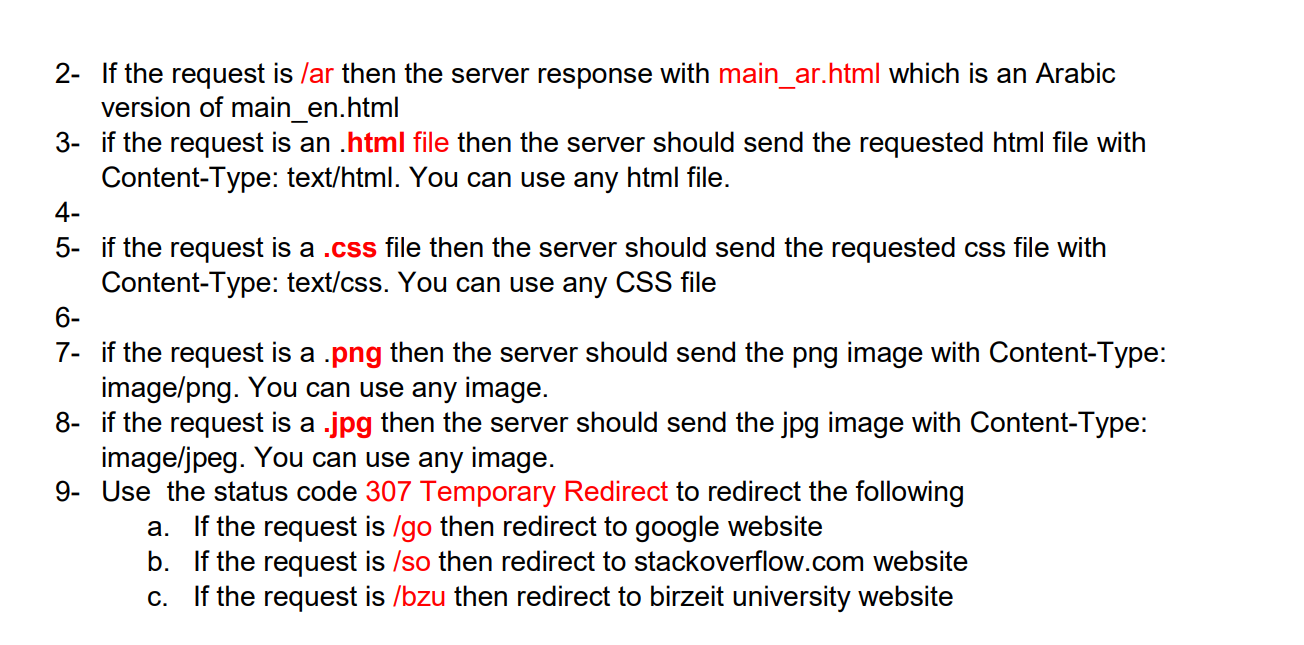 2- If the request is /ar then the server response with main_ar.html which is an Arabic
version of main_en.html
3- if the request is an .html file then the server should send the requested html file with
Content-Type: text/html. You can use any html file.
4-
5- if the request is a .css file then the server should send the requested css file with
Content-Type: text/css. You can use any CSS file
6-
7- if the request is a .png then the server should send the png image with Content-Type:
image/png. You can use any image.
8- if the request is a .jpg then the server should send the jpg image with Content-Type:
image/jpeg. You can use any image.
9- Use the status code 307 Temporary Redirect to redirect the following
a. If the request is /go then redirect to google website
b. If the request is /so then redirect to stackoverflow.com website
c. If the request is /bzu then redirect to birzeit university website